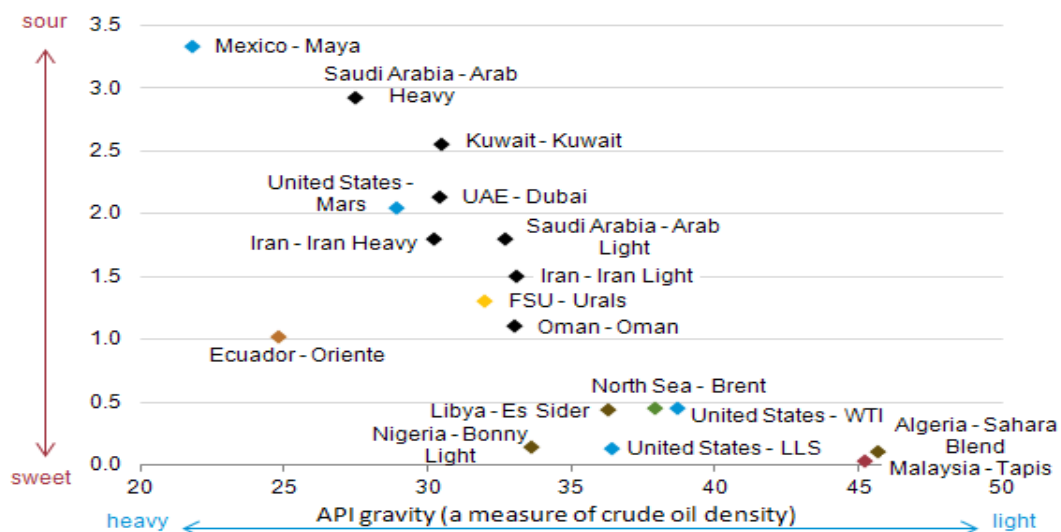 sour
3.5
Mexico - Maya
Saudi Arabia - Arab
Heavy
3.0
Kuwait - Kuwait
2.5
United States -
Mars
UAE - Dubai
2.0
Iran - Iran Heavy
Saudi Arabia - Arab
Light
1.5
Iran - Iran Light
FSU - Urals
Oman - Oman
1.0
Ecuador - Oriente
North Sea - Brent
0.5
Libya - Es Sider
United States - WTI
Nigeria - Bonny
Light
United States - LLS
Algeria - Sahara
Blend
Malaysia - Tapis
0.0
sweet
20 25 30 35 40 45 50
heavy
API gravity (a measure of crude oil density)
light